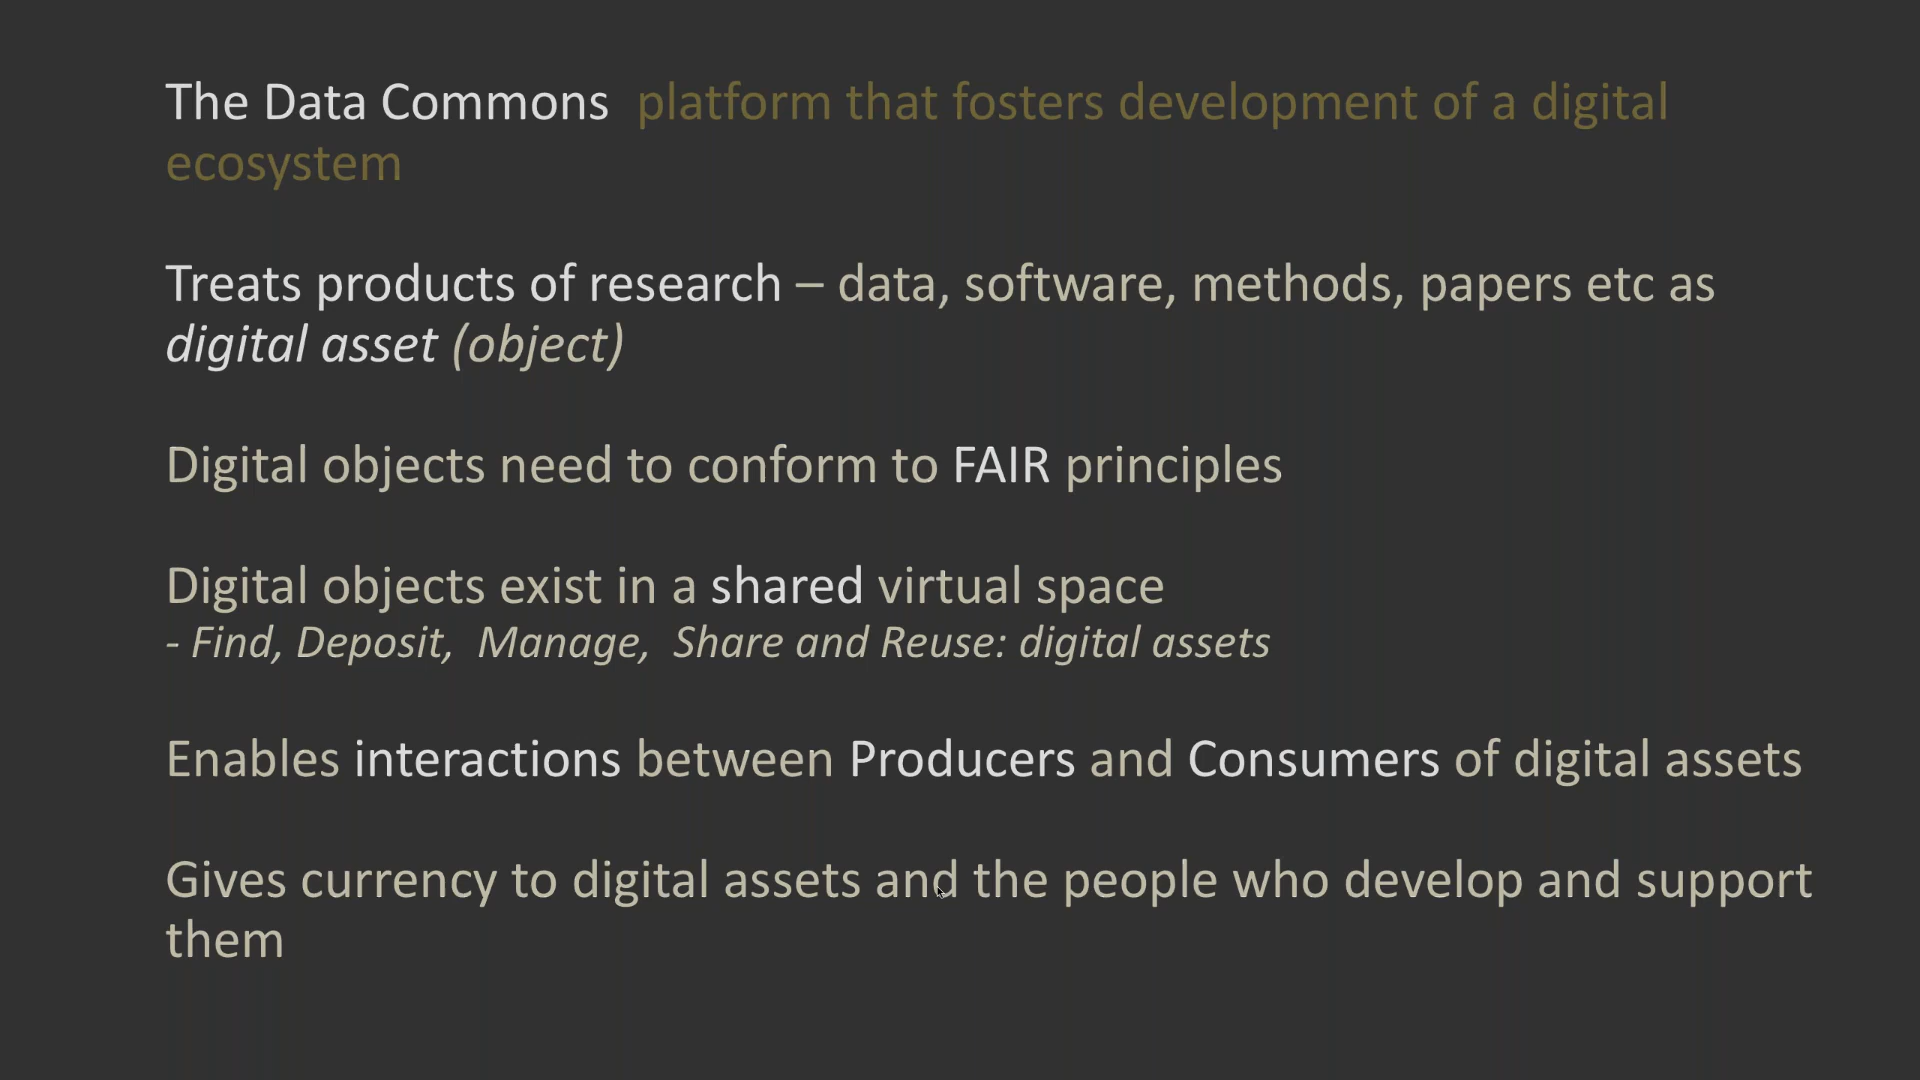 The Data Commons platform that fosters development of a digital
ecosystem
Treats products of research – data, software, methods, papers etc as
digital asset (object)
Digital objects need to conform to FAIR principles
Digital objects exist in a shared virtual space
- Find, Deposit, Manage, Share and Reuse: digital assets
Enables interactions between Producers and Consumers of digital assets
Gives currency to digital assets and the people who develop and support
them